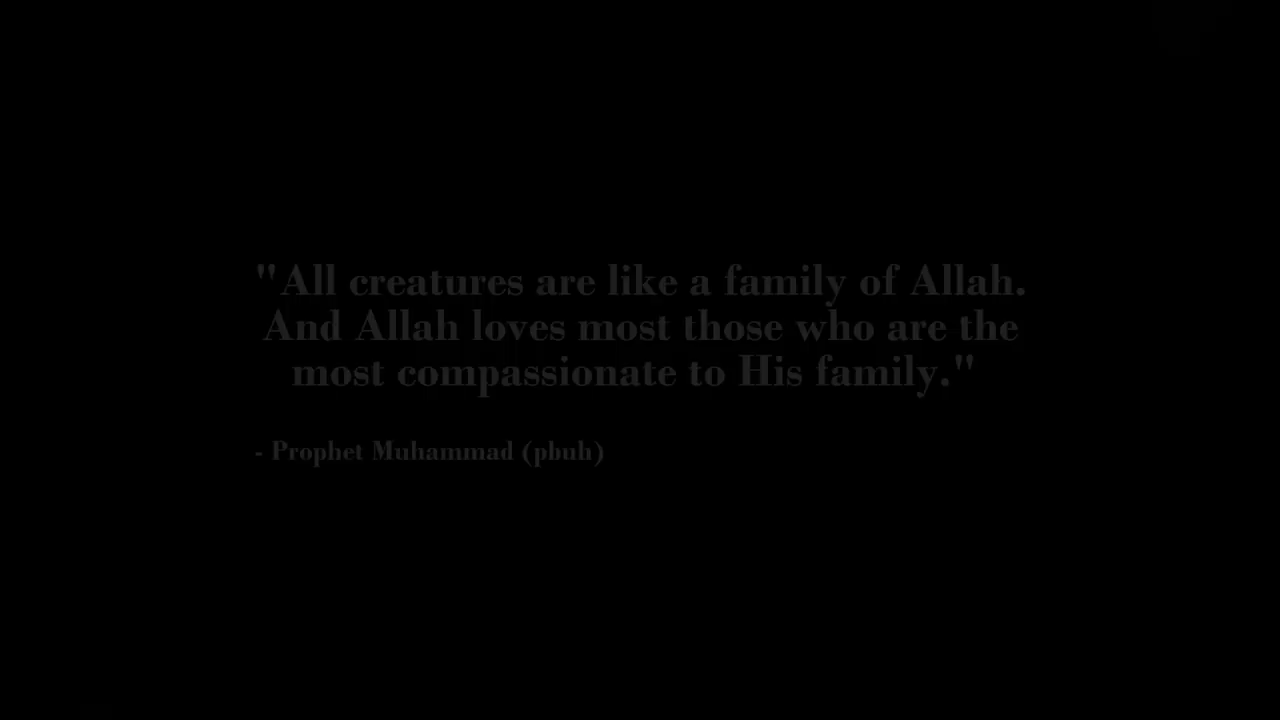 "All creatures are like a family of Allah.
And Allah loves most those who are the
most compassionate to His family."
- Prophet Muhammad (pbuh)